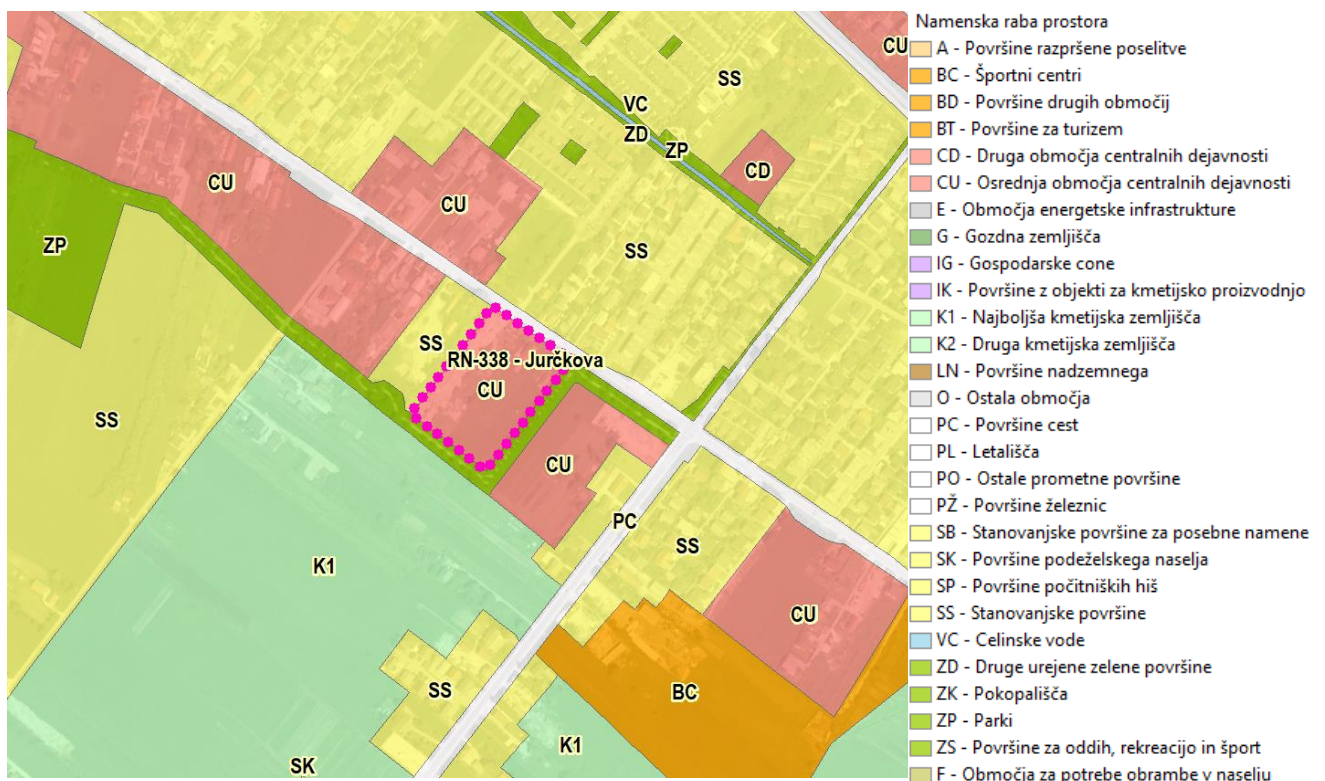 CU
SS
VC
ZD
ZP
CD
CU
CU
ZP
SS
SS
RN-338 - Jurčkova
CU
SS
CU
PC
SS
K1
CU
SS
BC
K1
SK
Namenska raba prostora
A - Površine razpršene poselitve
BC - Športni centri
BD - Površine drugih območij
BT - Površine za turizem
CD - Druga območja centralnih dejavnosti
CU - Osrednja območja centralnih dejavnosti
E - Območja energetske infrastrukture
G - Gozdna zemljišča
IG - Gospodarske cone
IK - Površine z objekti za kmetijsko proizvodnjo
K1 - Najboljša kmetijska zemljišča
K2 - Druga kmetijska zemljišča
LN - Površine nadzemnega
O - Ostala območja
PC - Površine cest
PL - Letališča
PO - Ostale prometne površine
PŽ - Površine železnic
SB - Stanovanjske površine za posebne namene
SK - Površine podeželskega naselja
SP - Površine počitniških hiš
SS - Stanovanjske površine
VC - Celinske vode
ZD - Druge urejene zelene površine
ZK - Pokopališča
ZP - Parki
ZS - Površine za oddih, rekreacijo in šport
F - Območja za potrebe obrambe v naselju